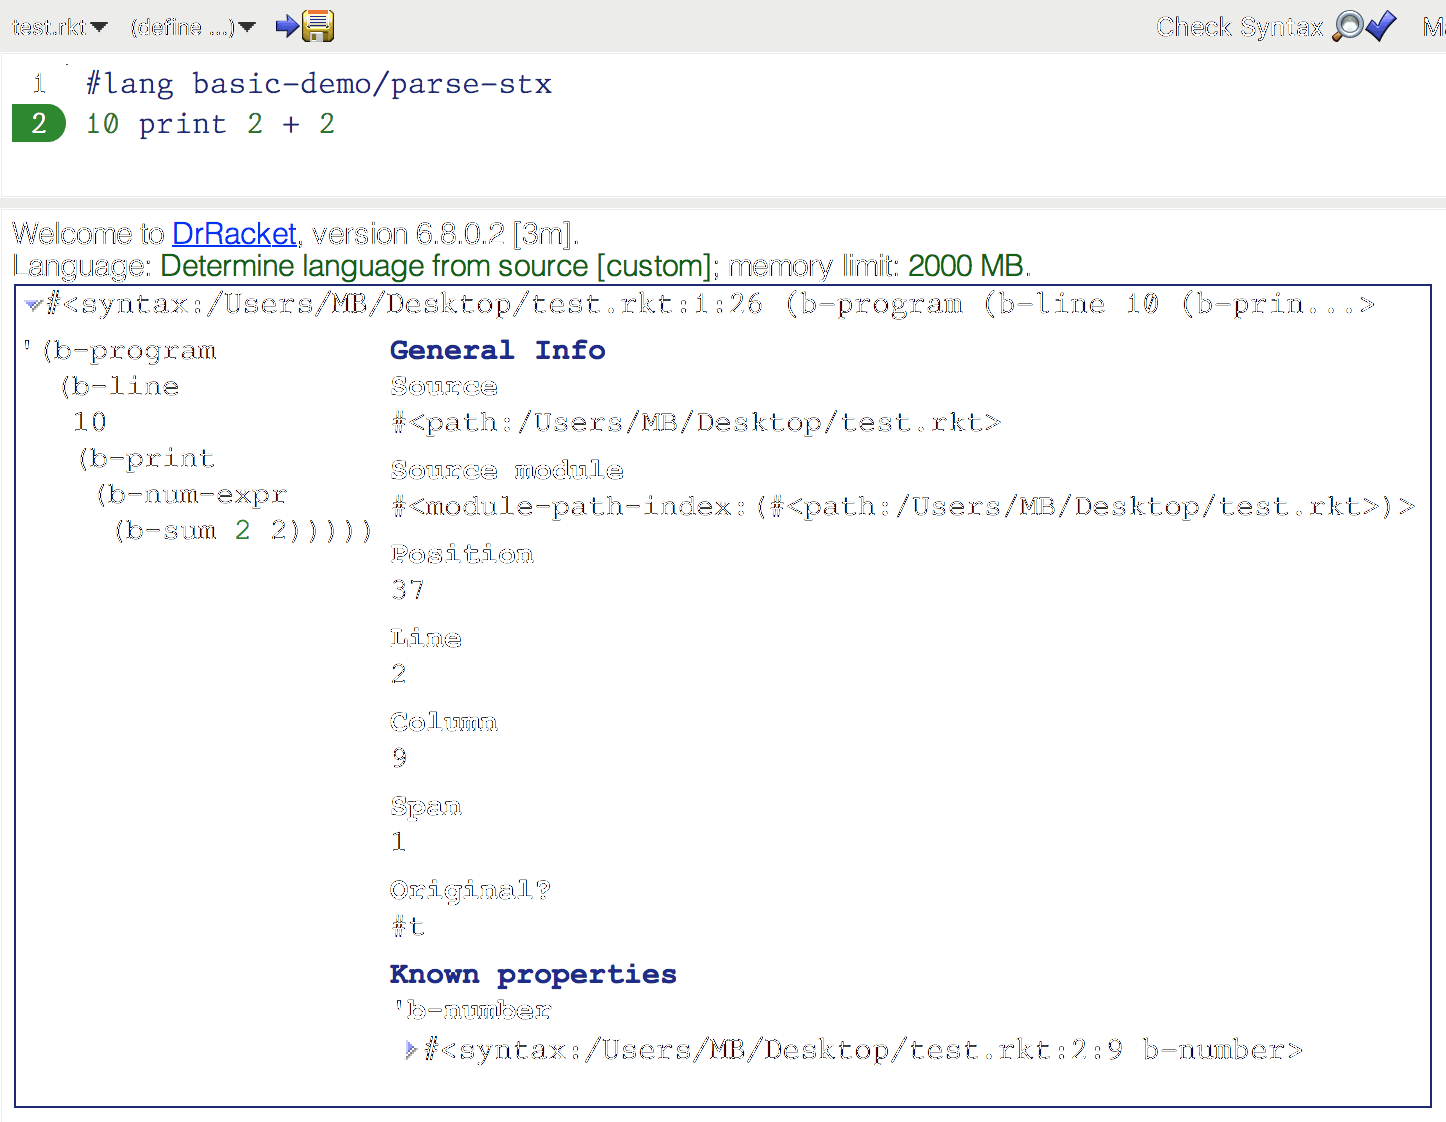 test.rkt (define ...) Check Syntax
1 #lang basic-demo/parse-stx
2 10 print 2 + 2
Welcome to DrRacket, version 6.8.0.2 [3m].
Language: Determine language from source [custom]; memory limit: 2000 MB.
#<syntax:/Users/MB/Desktop/test.rkt:1:26 (b-program (b-line 10 (b-prin...>
'(b-program
(b-line
10
(b-print
(b-num-expr
(b-sum 2 2)))))
General Info
Source
#<path:/Users/MB/Desktop/test.rkt>
Source module
#<module-path-index:(#<path:/Users/MB/Desktop/test.rkt>)>
Position
37
Line
2
Column
9
Span
1
Original?
#t
Known properties
'b-number
#<syntax:/Users/MB/Desktop/test.rkt:2:9 b-number>